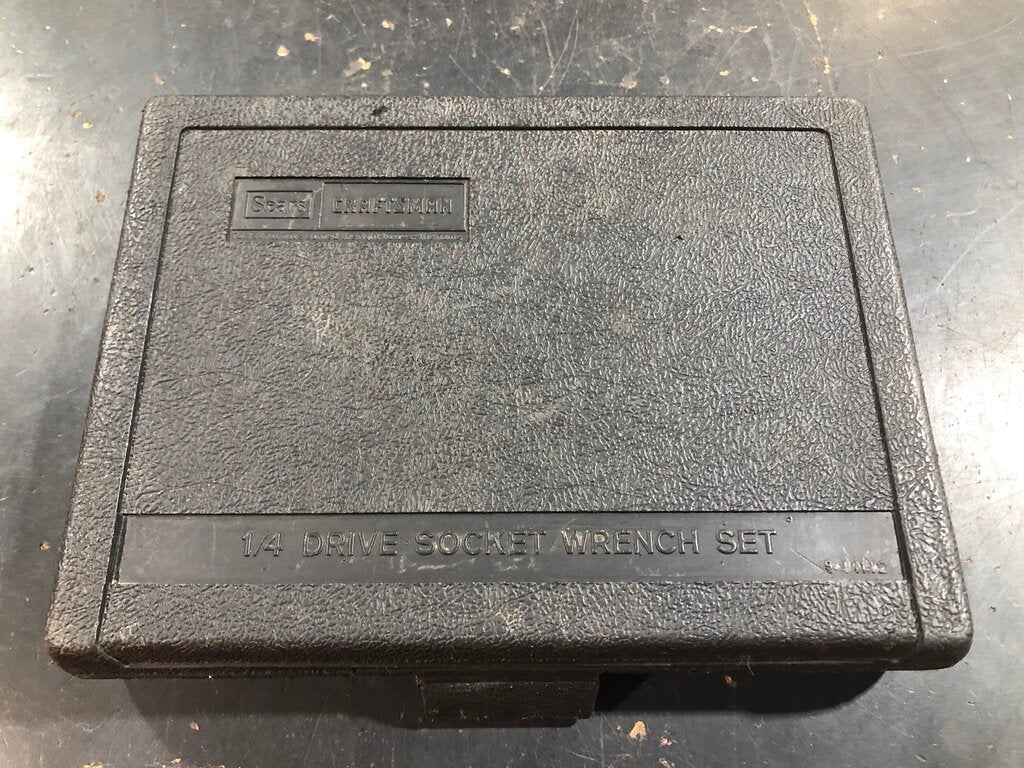 Sears CRAFTSMAN
1/4 DRIVE SOCKET WRENCH SET